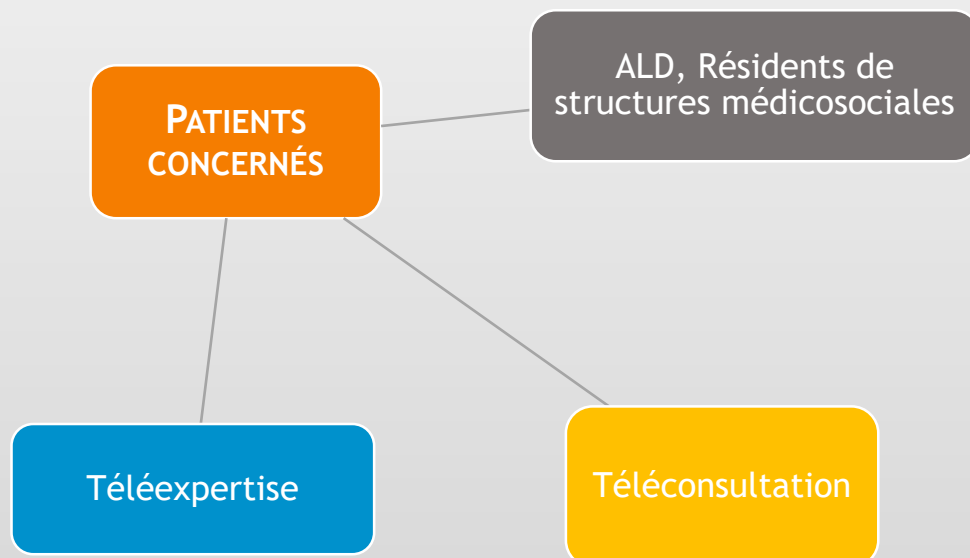 PATIENTS
CONCERNÉS
ALD, Résidents de
structures médicosociales
Téléexpertise
Téléconsultation